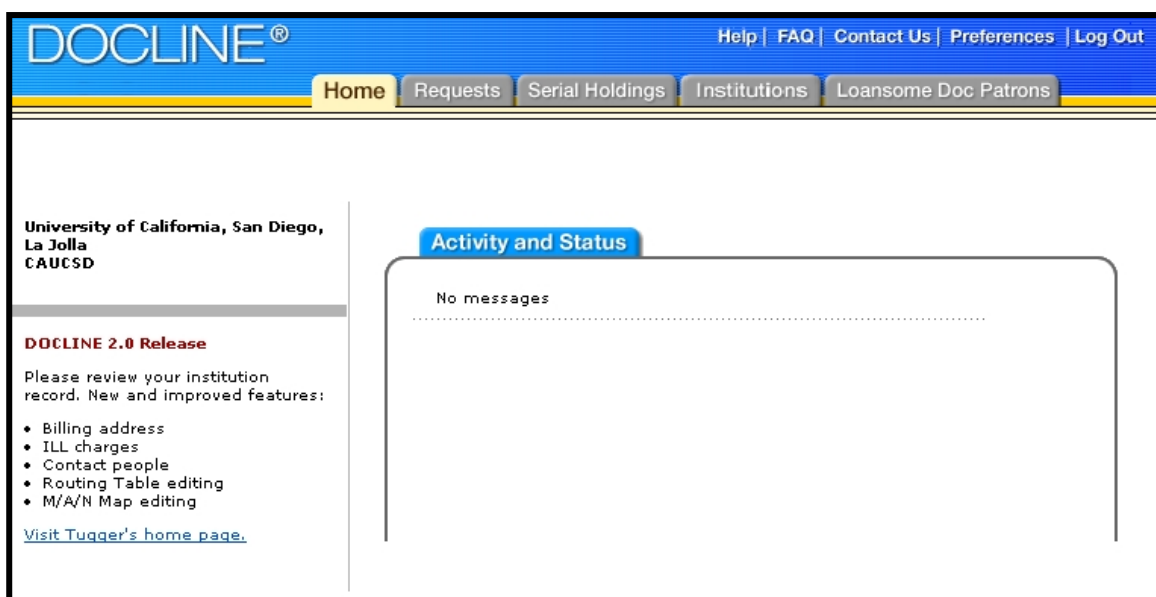 DOCLINE®
Help | FAQ | Contact Us | Preferences | Log Out
Home Requests Serial Holdings Institutions Loansome Doc Patrons
University of California, San Diego,
La Jolla
CAUCSD
Activity and Status
No messages
DOCLINE 2.0 Release
Please review your institution
record. New and improved features:
• Billing address
• ILL charges
• Contact people
• Routing Table editing
• M/A/N Map editing
Visit Tugger's home page.